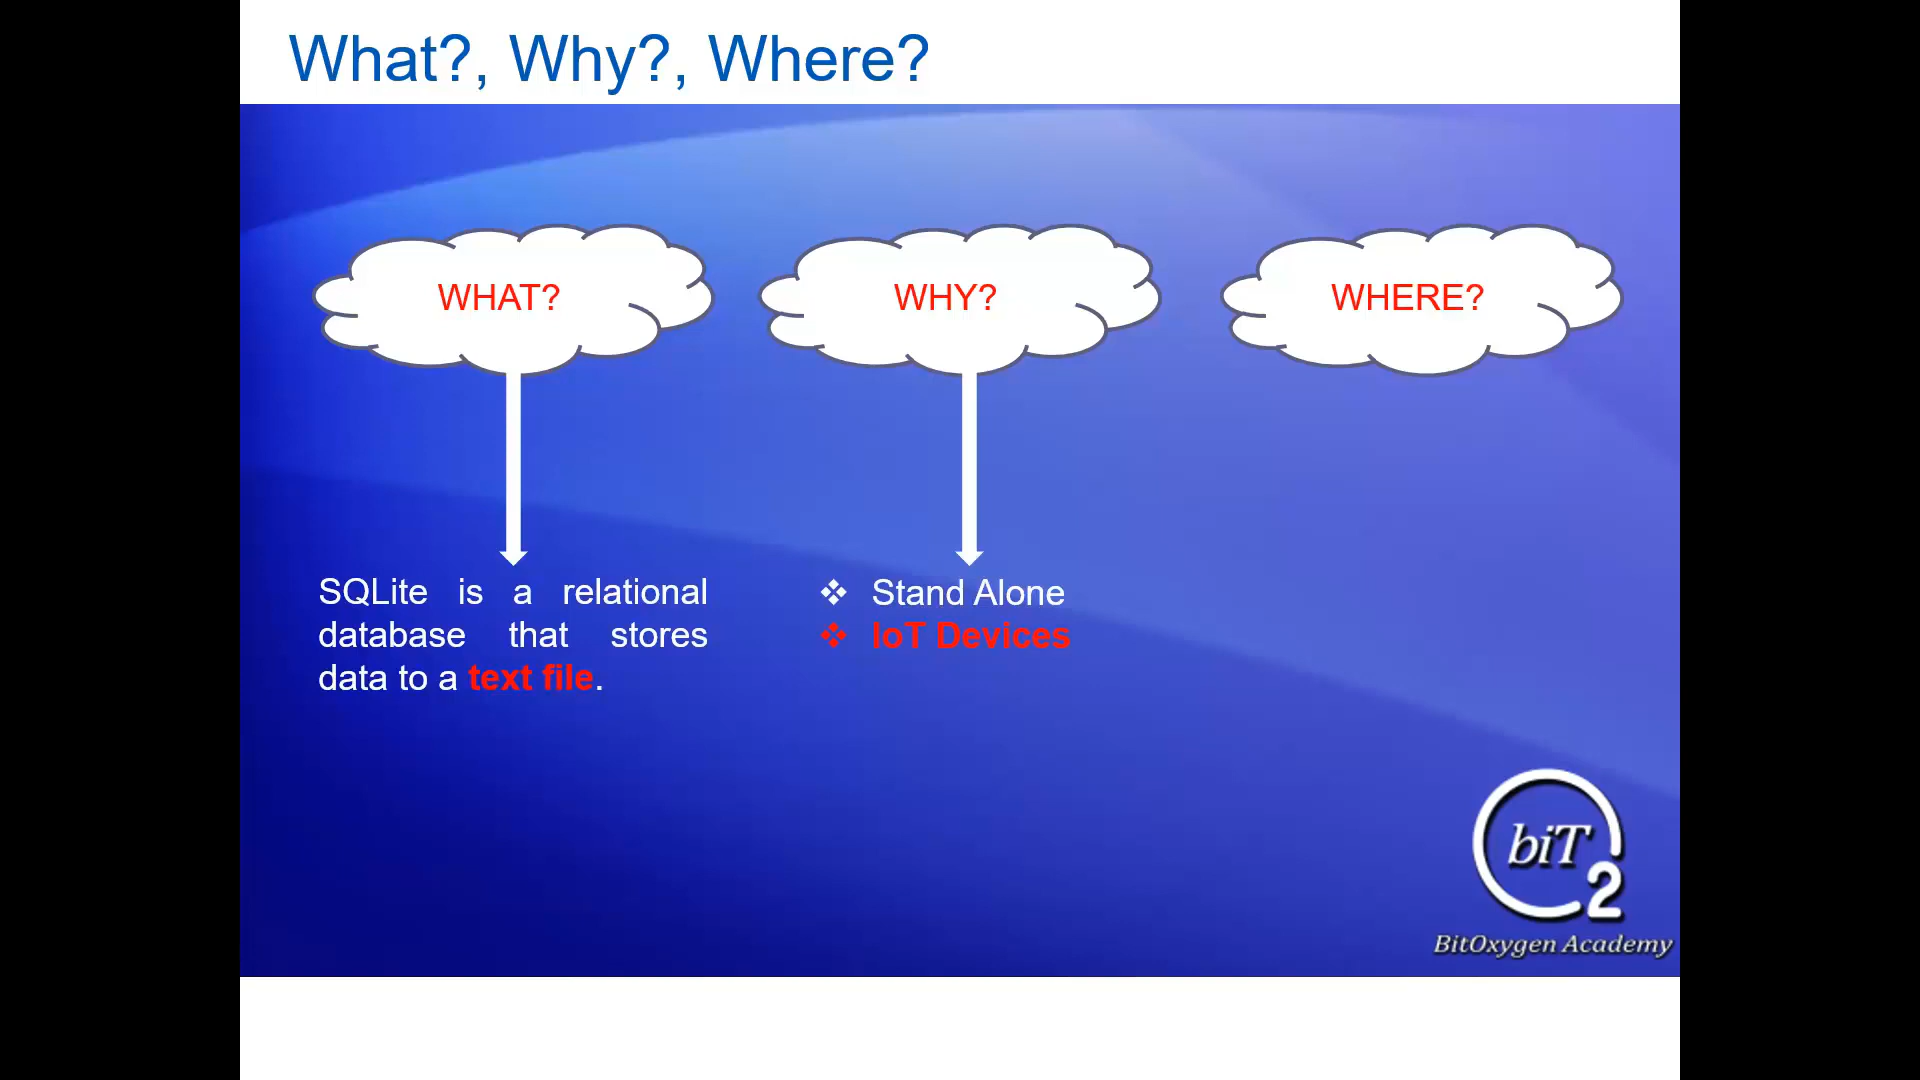 What?, Why?, Where?
WHAT?
WHY?
WHERE?
SQLite is a relational
database that stores
data to a text file.
❖ Stand Alone
❖ IoT Devices
biT
2
BitOxygen Academy